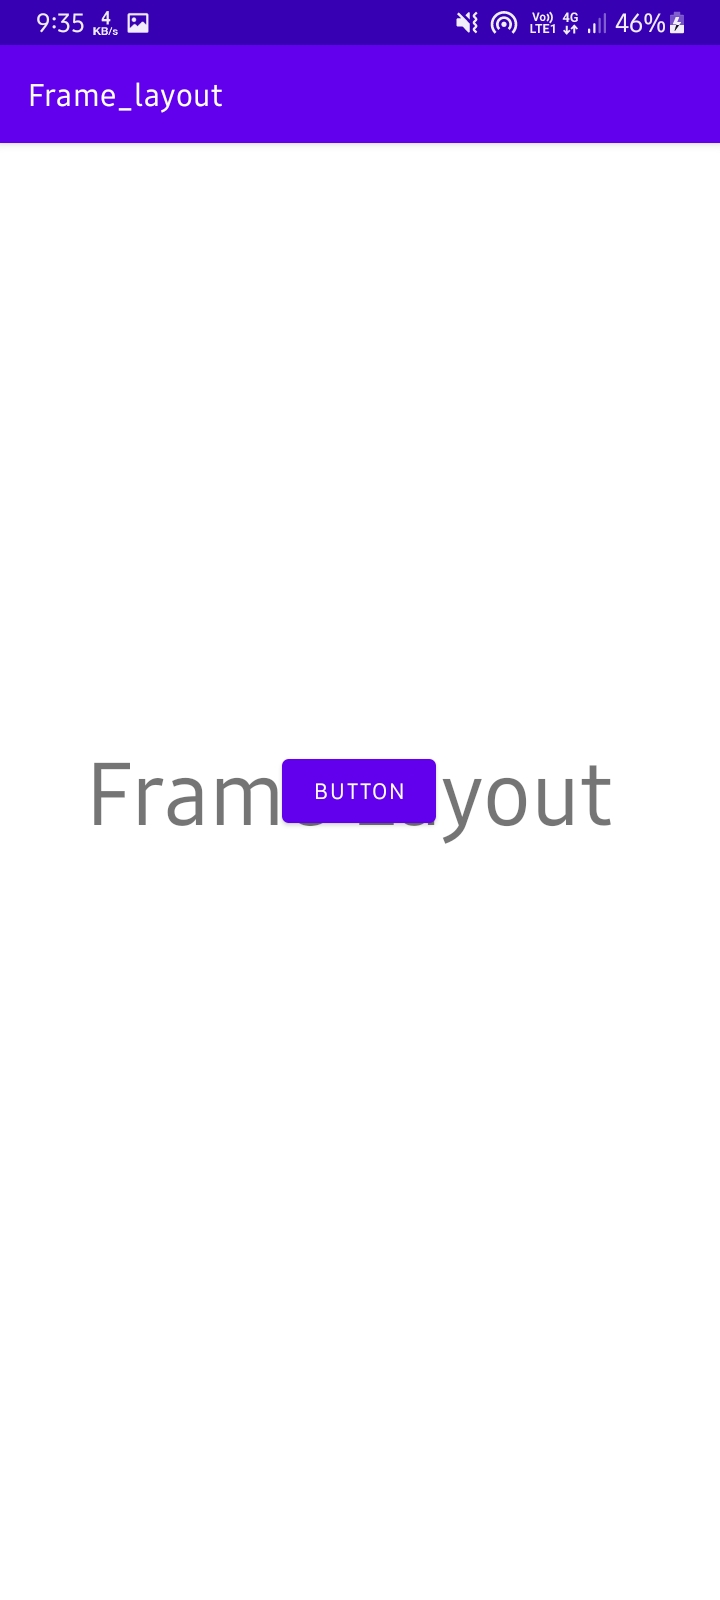 9:35 4 KB/s Vo)) LTE1 4G 46%
Frame_layout
Fram yout
BUTTON